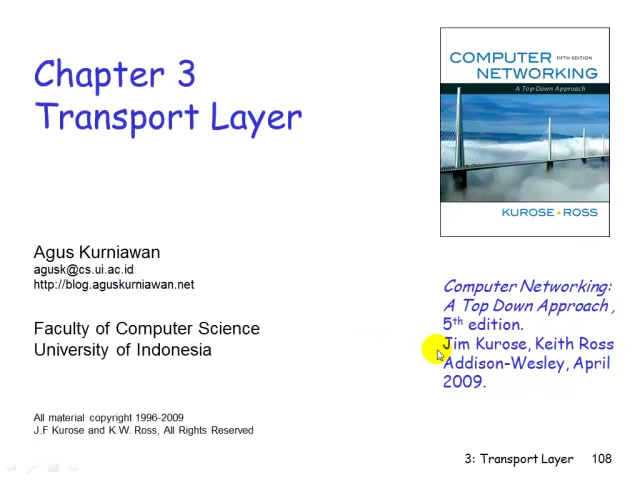 Chapter 3
Transport Layer
COMPUTER FIFTH EDITION
NETWORKING
A Top-Down Approach
KUROSE • ROSS
Agus Kurniawan
agusk@cs.ui.ac.id
http://blog.aguskurniawan.net
Faculty of Computer Science
University of Indonesia
Computer Networking:
A Top Down Approach ,
5th edition.
Jim Kurose, Keith Ross
Addison-Wesley, April
2009.
All material copyright 1996-2009
J.F Kurose and K.W. Ross, All Rights Reserved
3: Transport Layer 108